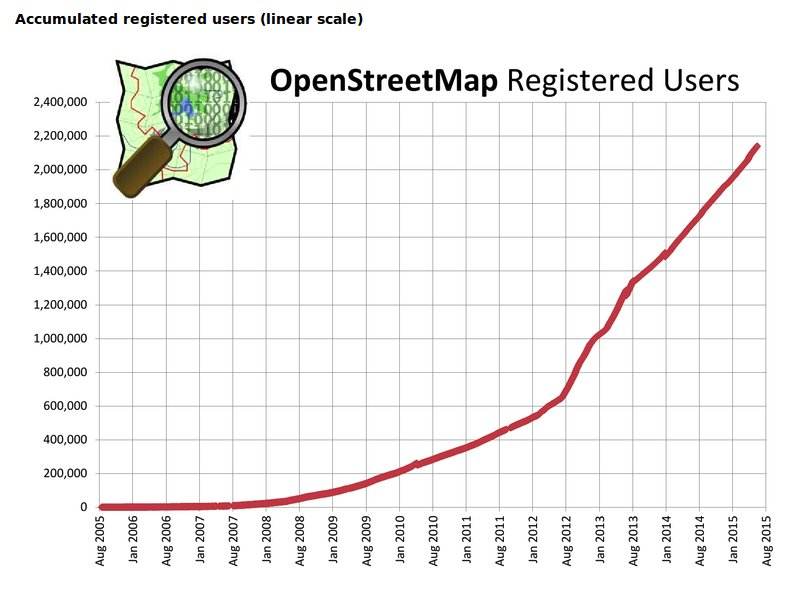 Accumulated registered users (linear scale)
OpenStreetMap Registered Users
2,400,000
2,200,000
2,000,000
1,800,000
1,600,000
1,400,000
1,200,000
1,000,000
800,000
600,000
400,000
200,000
0
Aug 2005
Jan 2006
Aug 2006
Jan 2007
Aug 2007
Jan 2008
Aug 2008
Jan 2009
Aug 2009
Jan 2010
Aug 2010
Jan 2011
Aug 2011
Jan 2012
Aug 2012
Jan 2013
Aug 2013
Jan 2014
Aug 2014
Jan 2015
Aug 2015